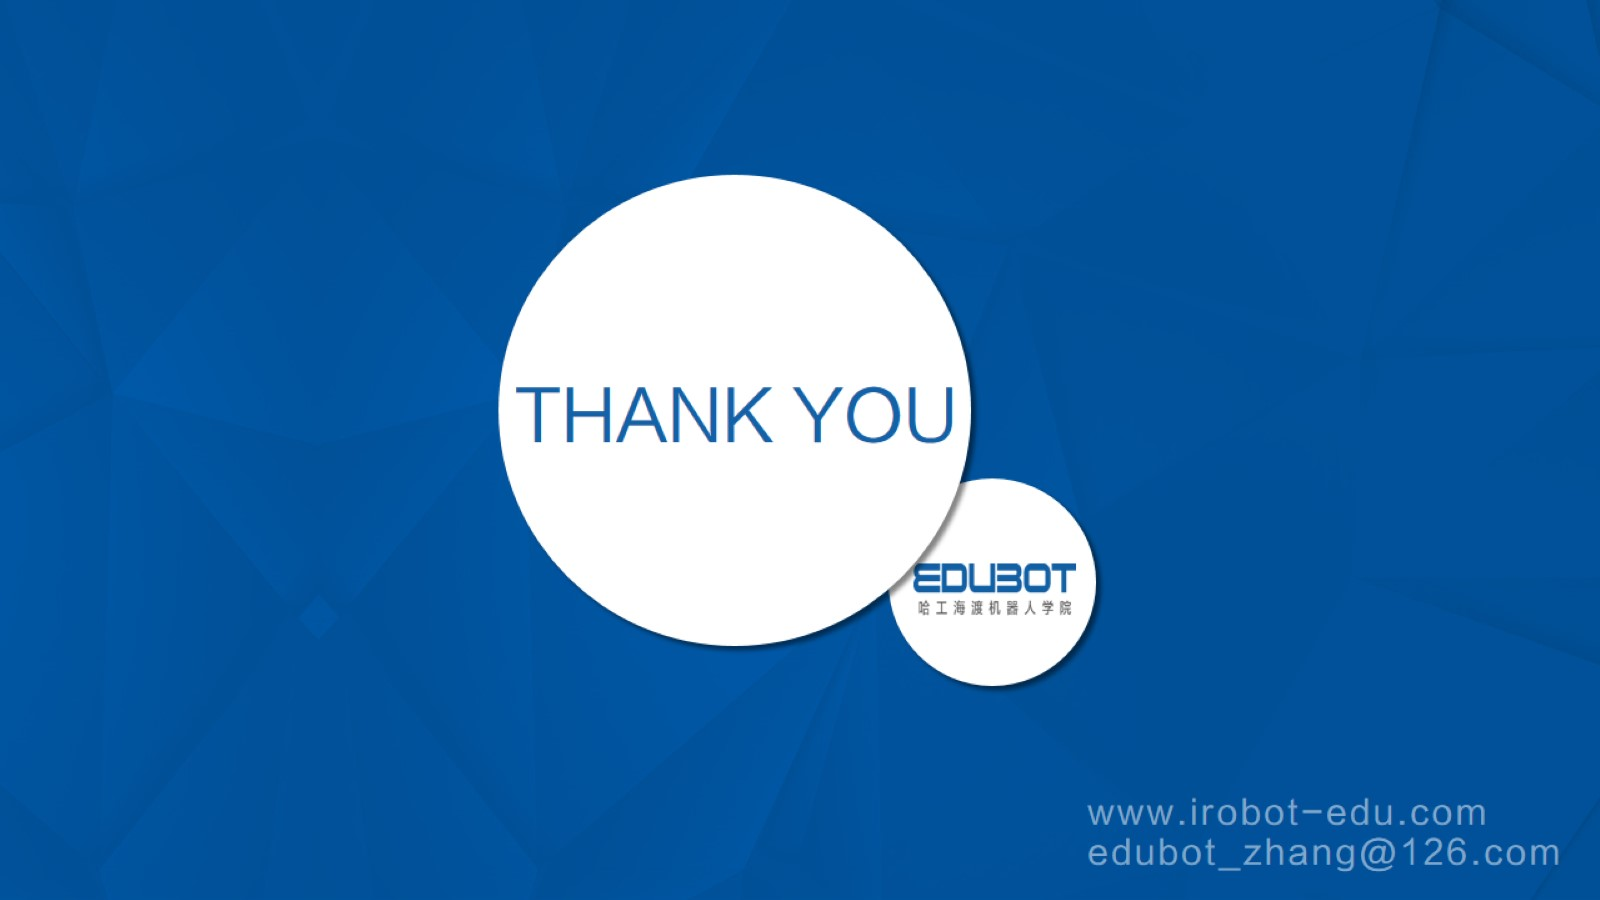 THANK YOU
EDUBOT
哈工海渡机器人学院
www.irobot-edu.com
edubot_zhang@126.com